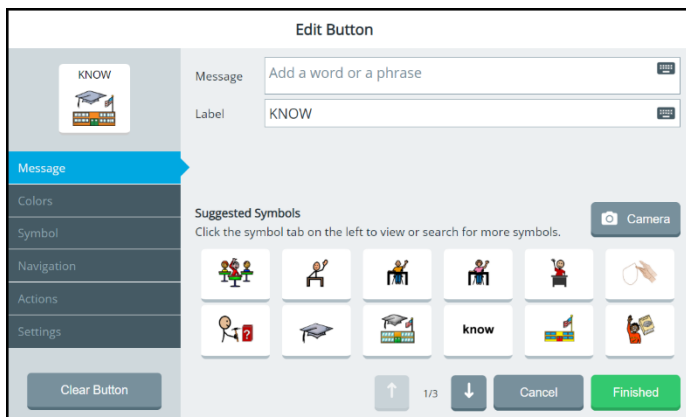 Edit Button
KNOW
Message
Colors
Symbol
Navigation
Actions
Settings
Clear Button
Message Add a word or a phrase
Label KNOW
Suggested Symbols
Click the symbol tab on the left to view or search for more symbols.
Camera
?
know
1/3
Cancel
Finished